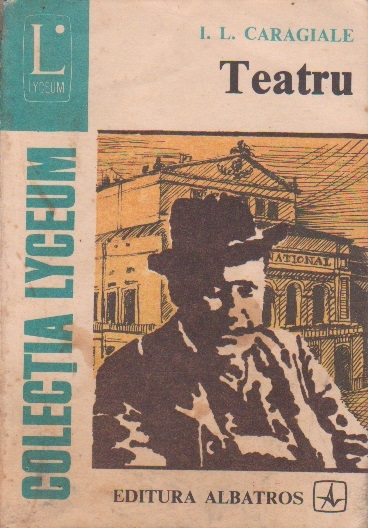 L
LYCEUM
I. L. CARAGIALE
Teatru
COLECȚIA LYCEUM
NATIONAL
EDITURA ALBATROS